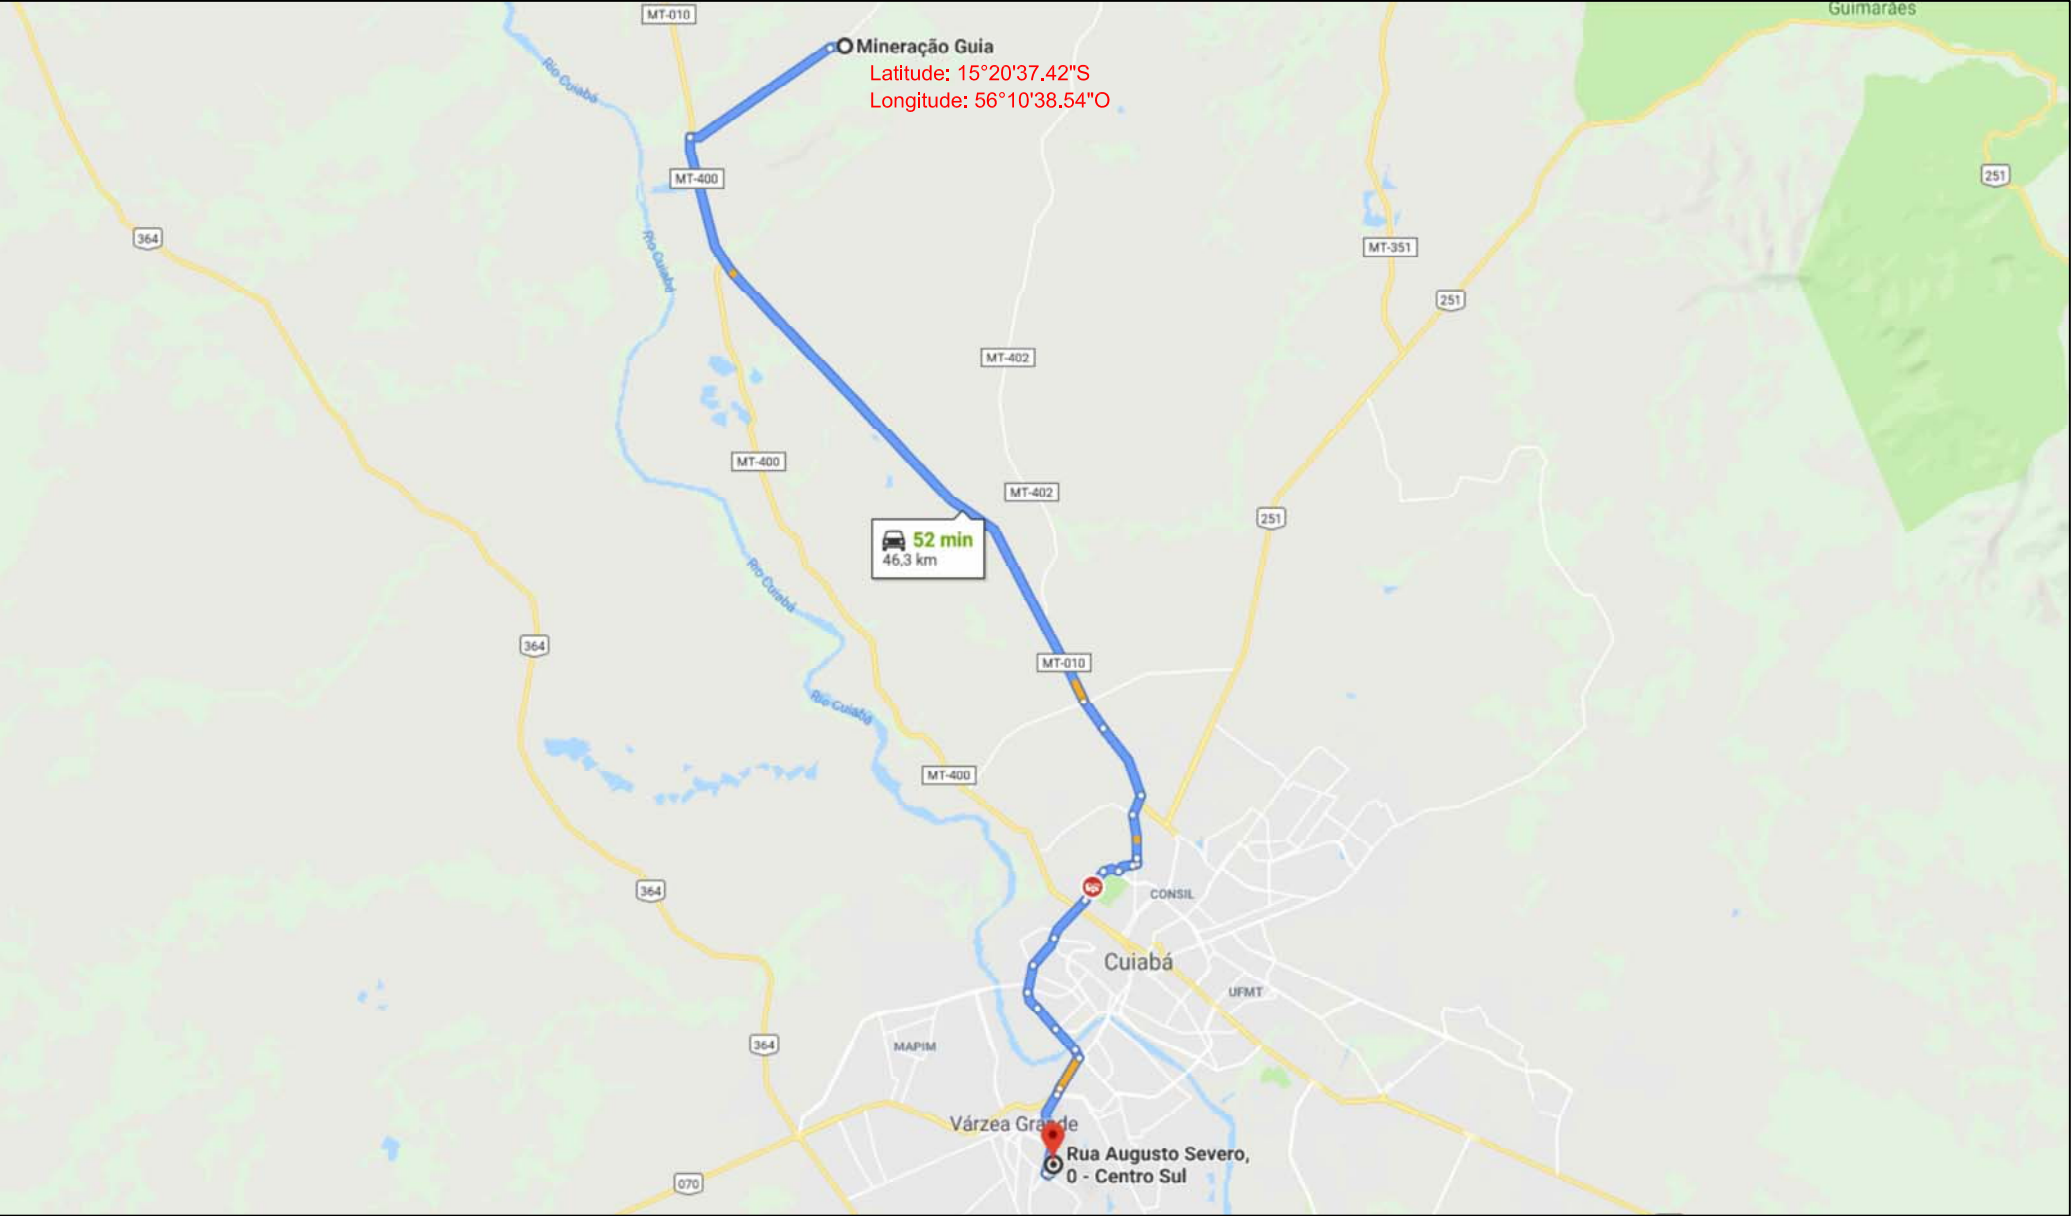 Guimarães
MT-010
Mineração Guia
Latitude: 15°20'37.42"S
Longitude: 56°10'38.54"O
Rio Cuiabá
MT-400
251
364
Rio Cuiabá
MT-351
251
MT-402
MT-400
MT-402
251
52 min
46,3 km
Rio Cuiabá
364
MT-010
Rio Cuiabá
MT-400
364
CONSIL
Cuiabá
UFMT
364
MAPIM
Várzea Grande
Rua Augusto Severo,
0 - Centro Sul
070